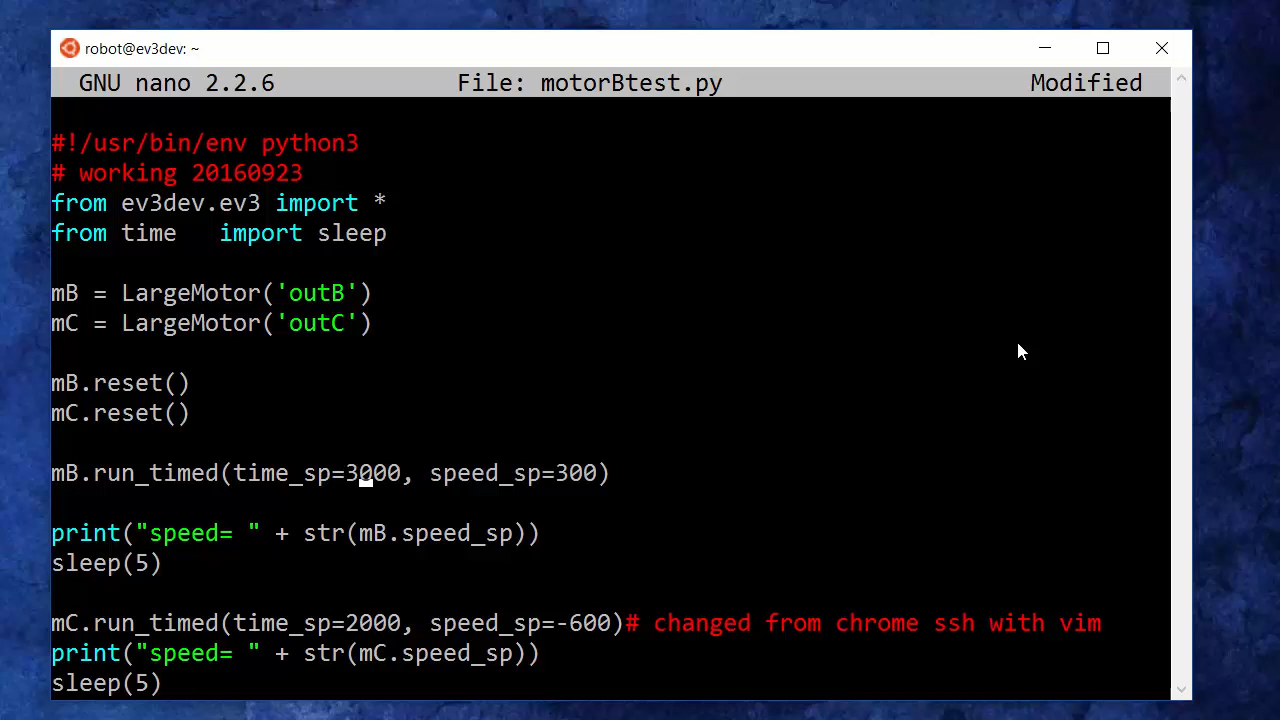 robot@ev3dev: ~
GNU nano 2.2.6 File: motorBtest.py Modified
#!/usr/bin/env python3
# working 20160923
from ev3dev.ev3 import *
from time   import sleep
mB = LargeMotor('outB')
mC = LargeMotor('outC')
mB.reset()
mC.reset()
mB.run_timed(time_sp=3000, speed_sp=300)
print("speed= " + str(mB.speed_sp))
sleep(5)
mC.run_timed(time_sp=2000, speed_sp=-600)# changed from chrome ssh with vim
print("speed= " + str(mC.speed_sp))
sleep(5)